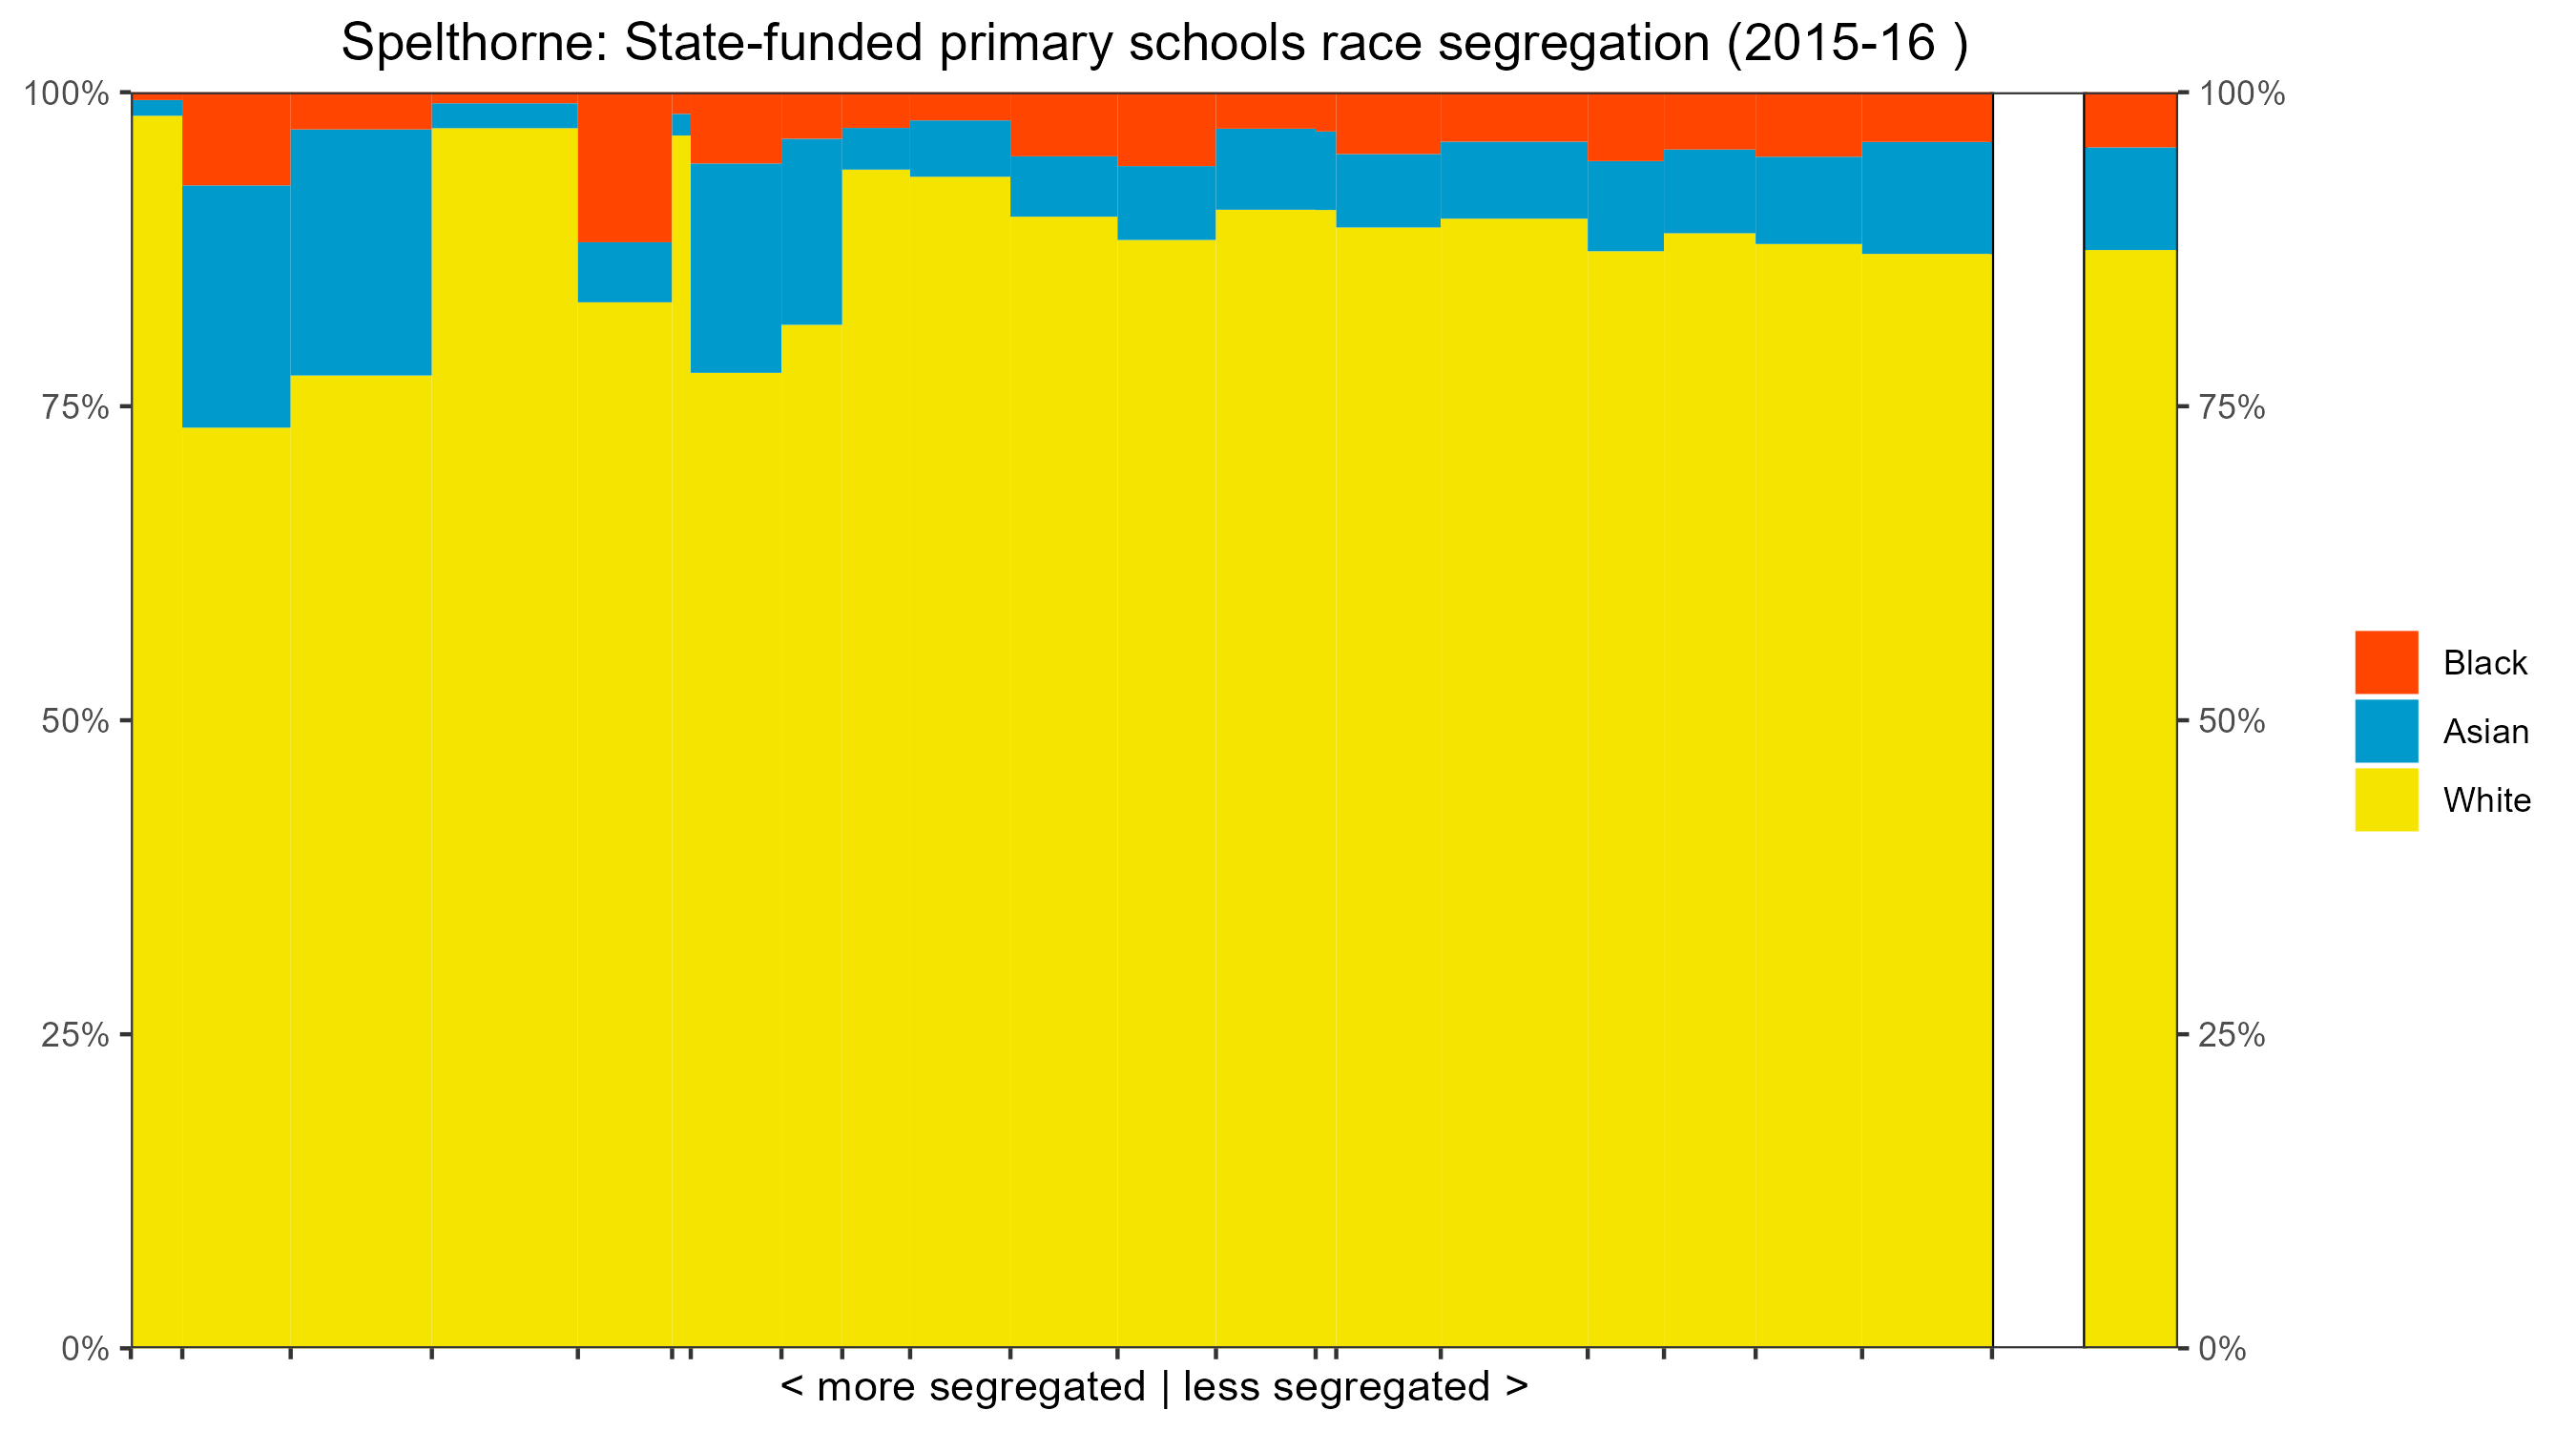 Spelthorne: State-funded primary schools race segregation (2015-16 )
100%
75%
50%
25%
0%
100%
75%
50%
25%
0%
Black
Asian
White
< more segregated | less segregated >